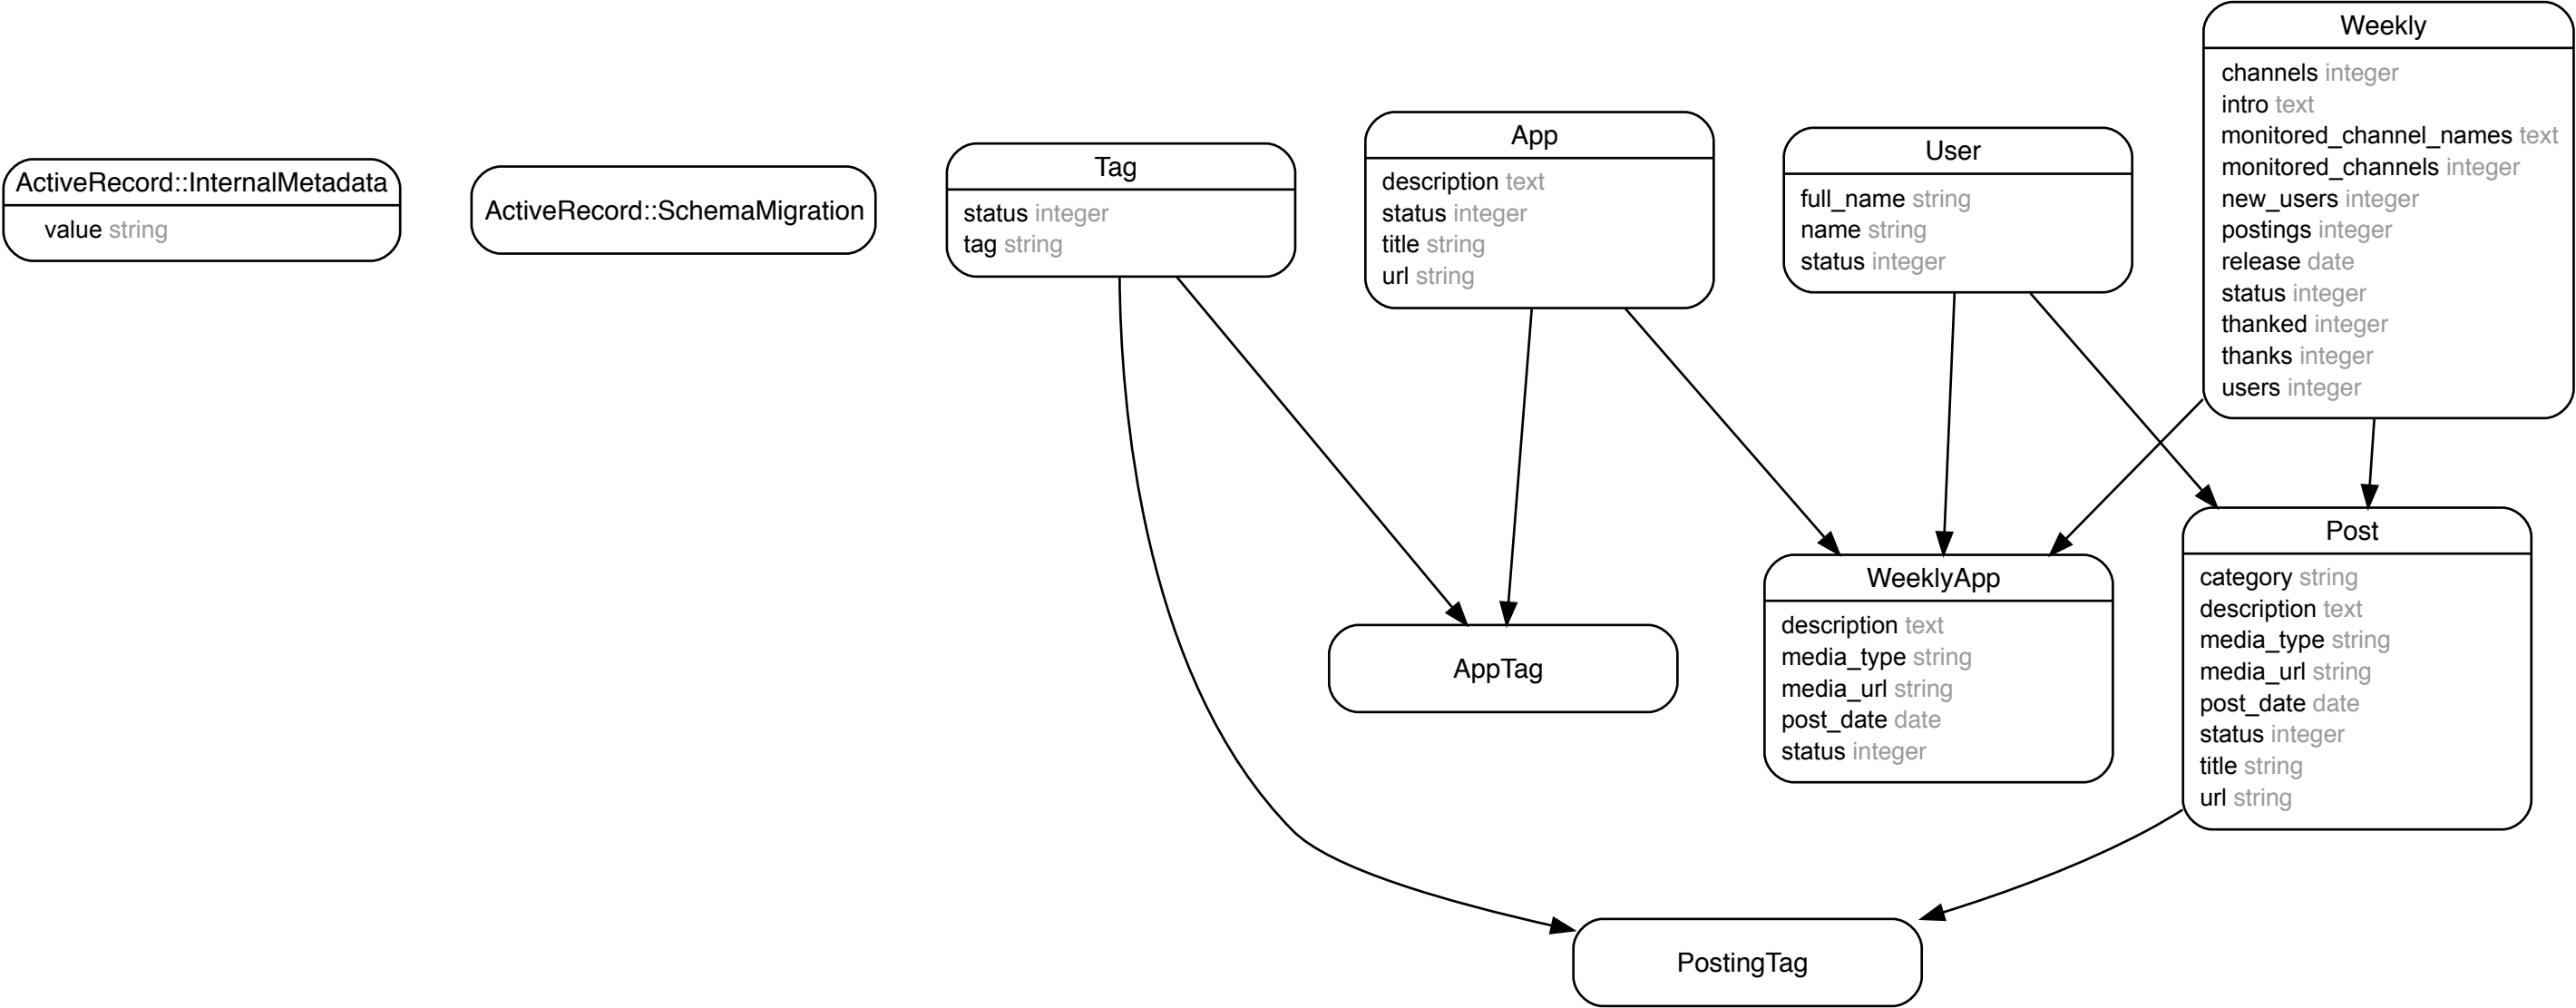 ActiveRecord::InternalMetadata
value string
ActiveRecord::SchemaMigration
Tag
status integer
tag string
App
description text
status integer
title string
url string
User
full_name string
name string
status integer
Weekly
channels integer
intro text
monitored_channel_names text
monitored_channels integer
new_users integer
postings integer
release date
status integer
thanked integer
thanks integer
users integer
AppTag
WeeklyApp
description text
media_type string
media_url string
post_date date
status integer
Post
category string
description text
media_type string
media_url string
post_date date
status integer
title string
url string
PostingTag